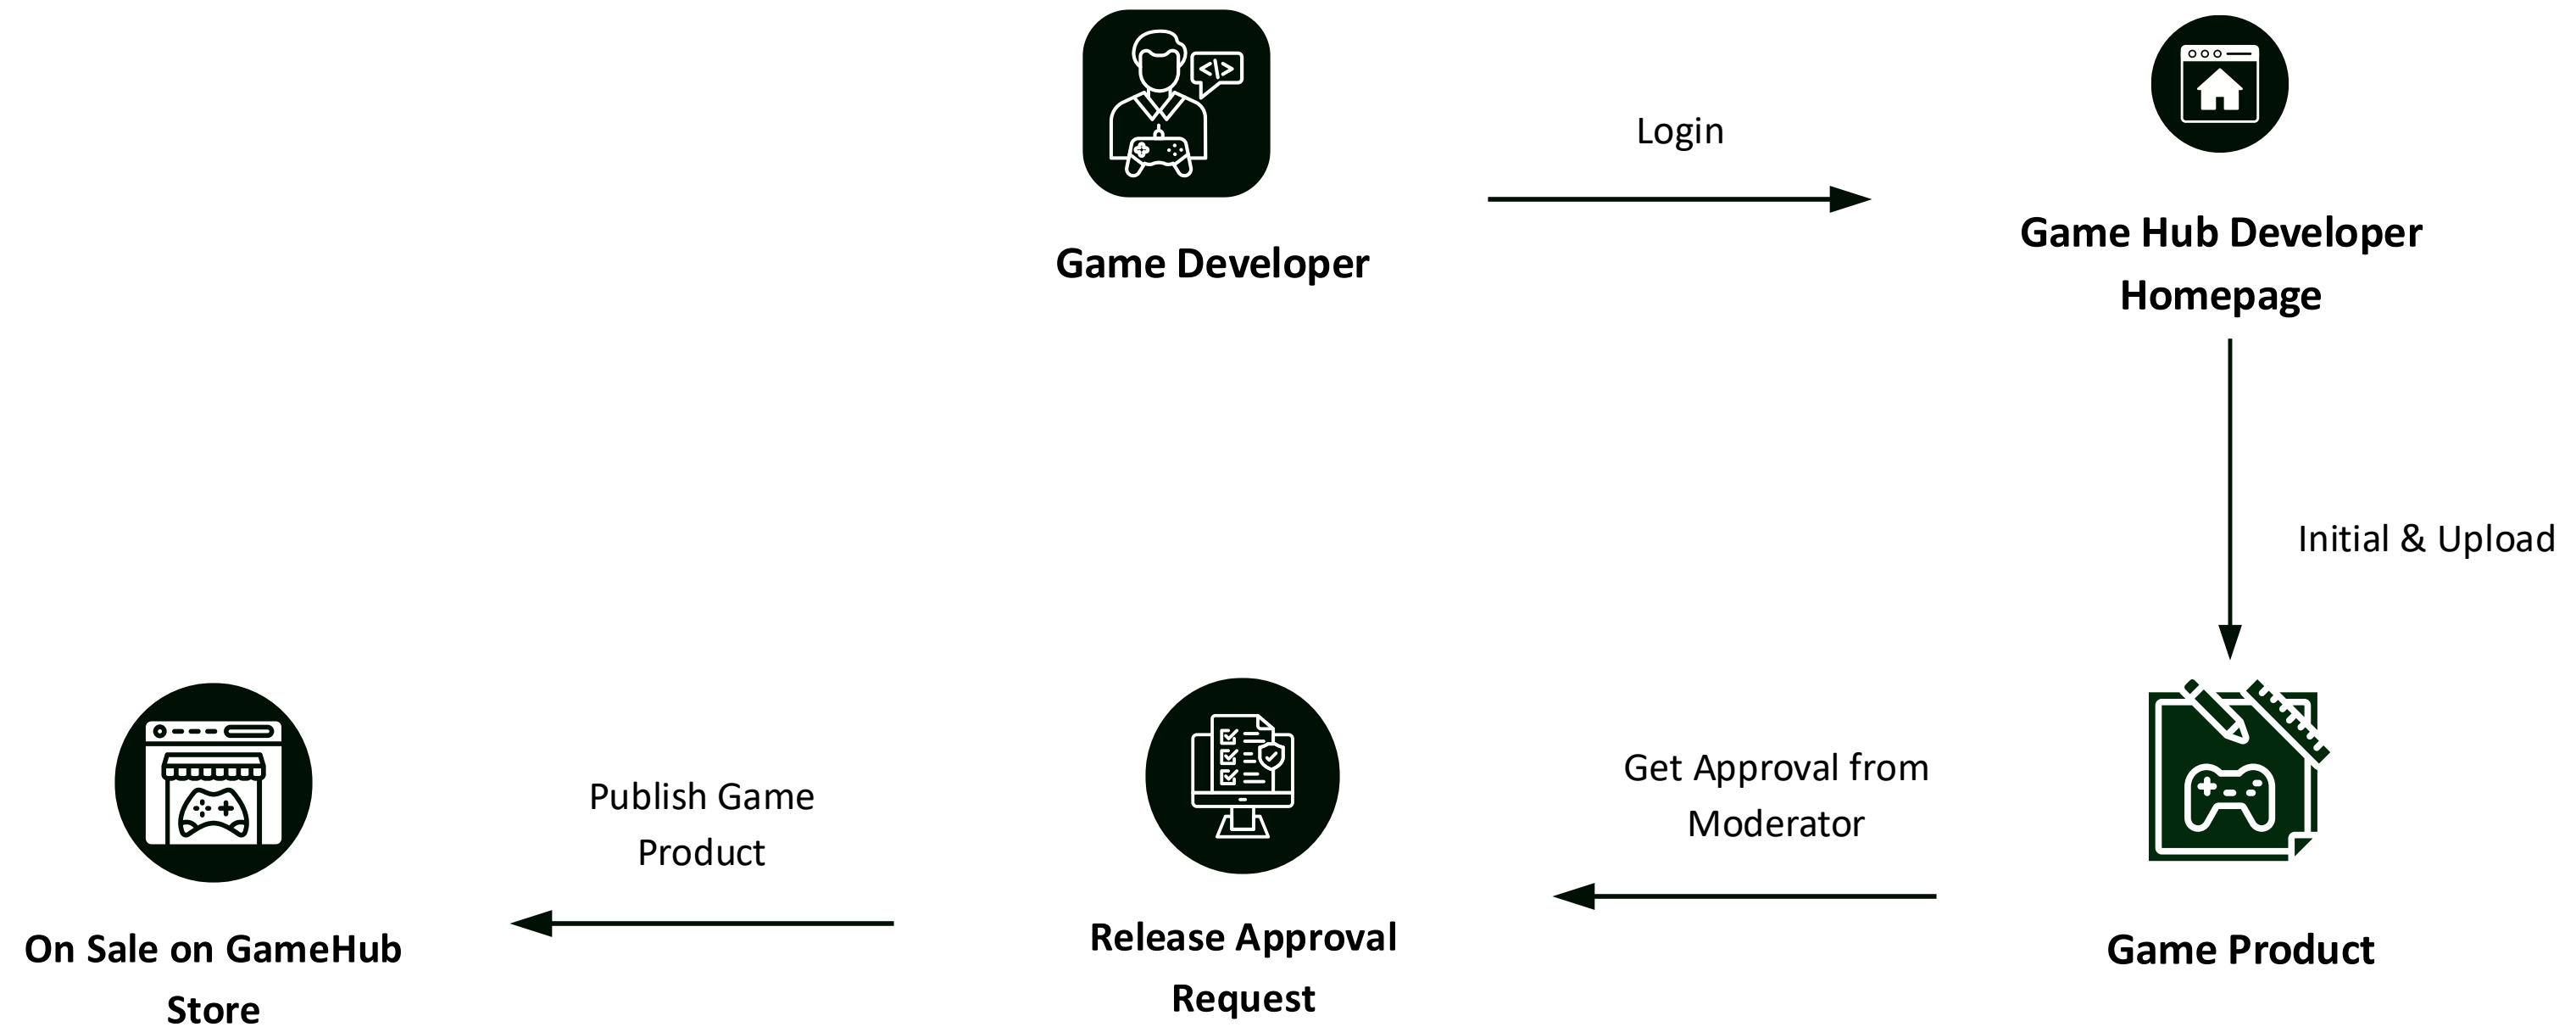 Login
Game Developer
Game Hub Developer
Homepage
Initial & Upload
Get Approval from
Moderator
Game Product
Release Approval
Request
Publish Game
Product
On Sale on GameHub
Store